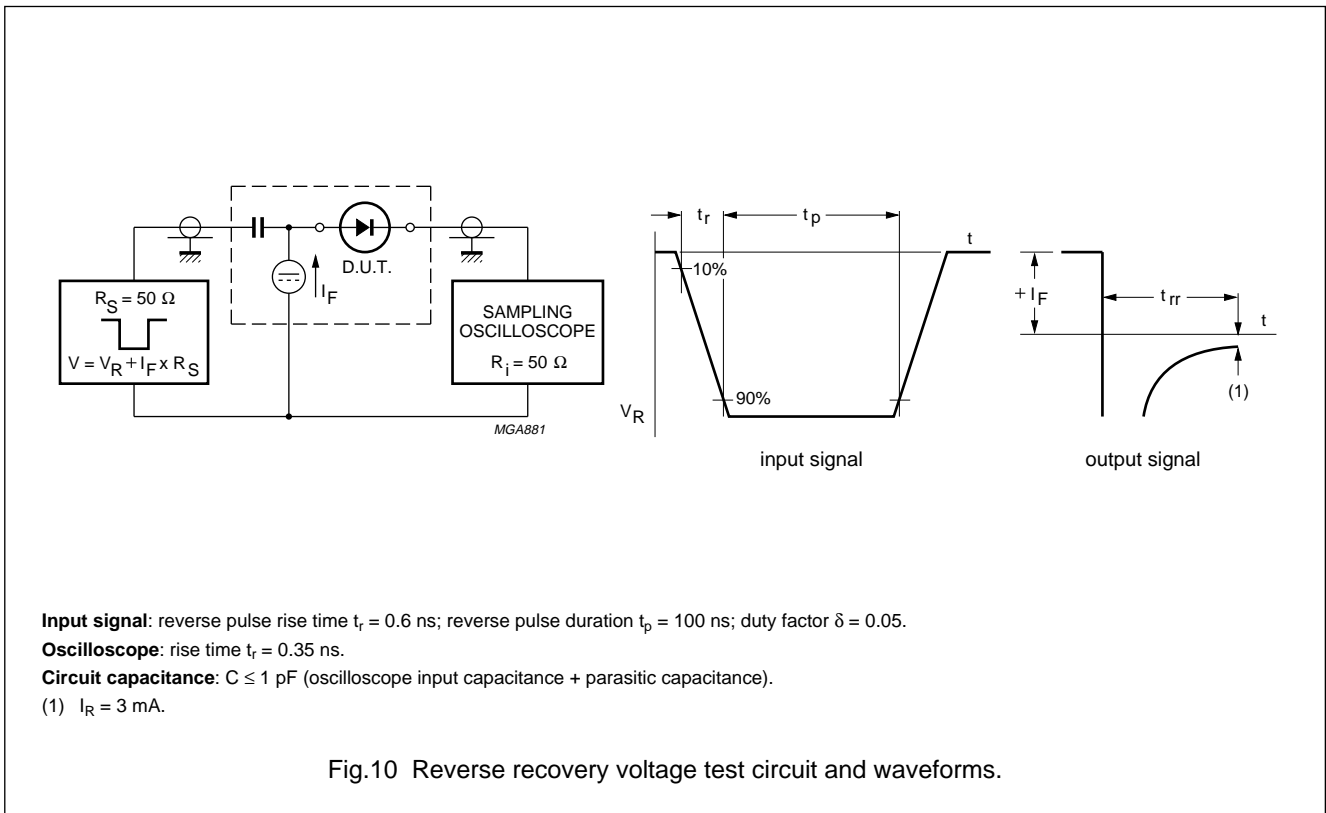 R_S = 50 Ω
V = V_R + I_F x R_S
I_F
D.U.T.
SAMPLING
OSCILLOSCOPE
R_i = 50 Ω
MGA881
t_r
t_p
t
10%
90%
V_R
input signal
+ I_F
t_rr
t
(1)
output signal
Input signal: reverse pulse rise time t_r = 0.6 ns; reverse pulse duration t_p = 100 ns; duty factor δ = 0.05.
Oscilloscope: rise time t_r = 0.35 ns.
Circuit capacitance: C ≤ 1 pF (oscilloscope input capacitance + parasitic capacitance).
(1) I_R = 3 mA.
Fig.10 Reverse recovery voltage test circuit and waveforms.